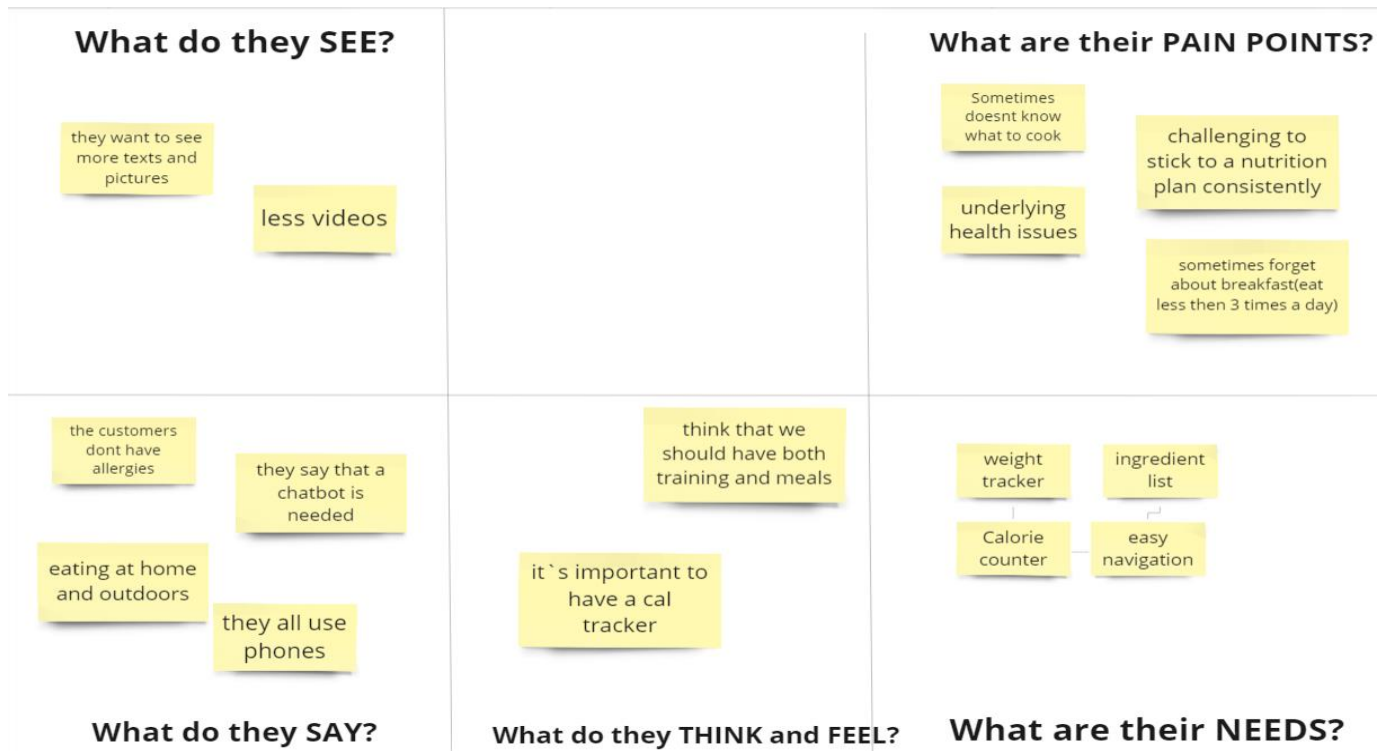 What do they SEE?
they want to see
more texts and
pictures
less videos
What are their PAIN POINTS?
Sometimes
doesnt know
what to cook
challenging to
stick to a nutrition
plan consistently
underlying
health issues
sometimes forget
about breakfast(eat
less then 3 times a day)
the customers
dont have
allergies
they say that a
chatbot is
needed
eating at home
and outdoors
they all use
phones
What do they SAY?
think that we
should have both
training and meals
it`s important to
have a cal
tracker
What do they THINK and FEEL?
weight
tracker
ingredient
list
Calorie
counter
easy
navigation
What are their NEEDS?